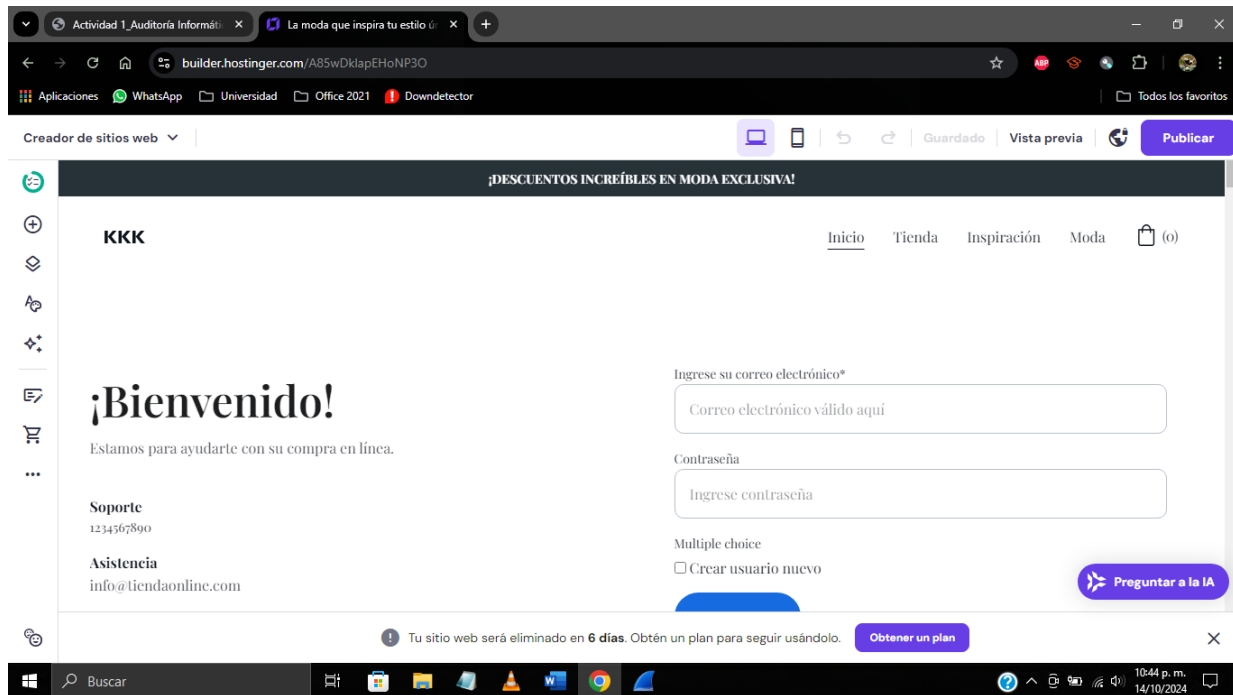 Actividad 1_Auditoría Informáti
La moda que inspira tu estilo ú
builder.hostinger.com/A85wDklapEHoNP3O
ABP
Aplicaciones WhatsApp Universidad Office 2021 Downdetector Todos los favoritos
Creador de sitios web Guardado Vista previa Publicar
¡DESCUENTOS INCREÍBLES EN MODA EXCLUSIVA!
KKK Inicio Tienda Inspiración Moda (0)
Ingrese su correo electrónico*
¡Bienvenido!
Correo electrónico válido aquí
Estamos para ayudarte con su compra en línea.
Contraseña
Ingrese contraseña
Soporte
1234567890
Multiple choice
Asistencia
Crear usuario nuevo
info@tiendaonline.com
Preguntar a la IA
Tu sitio web será eliminado en 6 días. Obtén un plan para seguir usándolo. Obtener un plan
Buscar
10:44 p. m.
14/10/2024